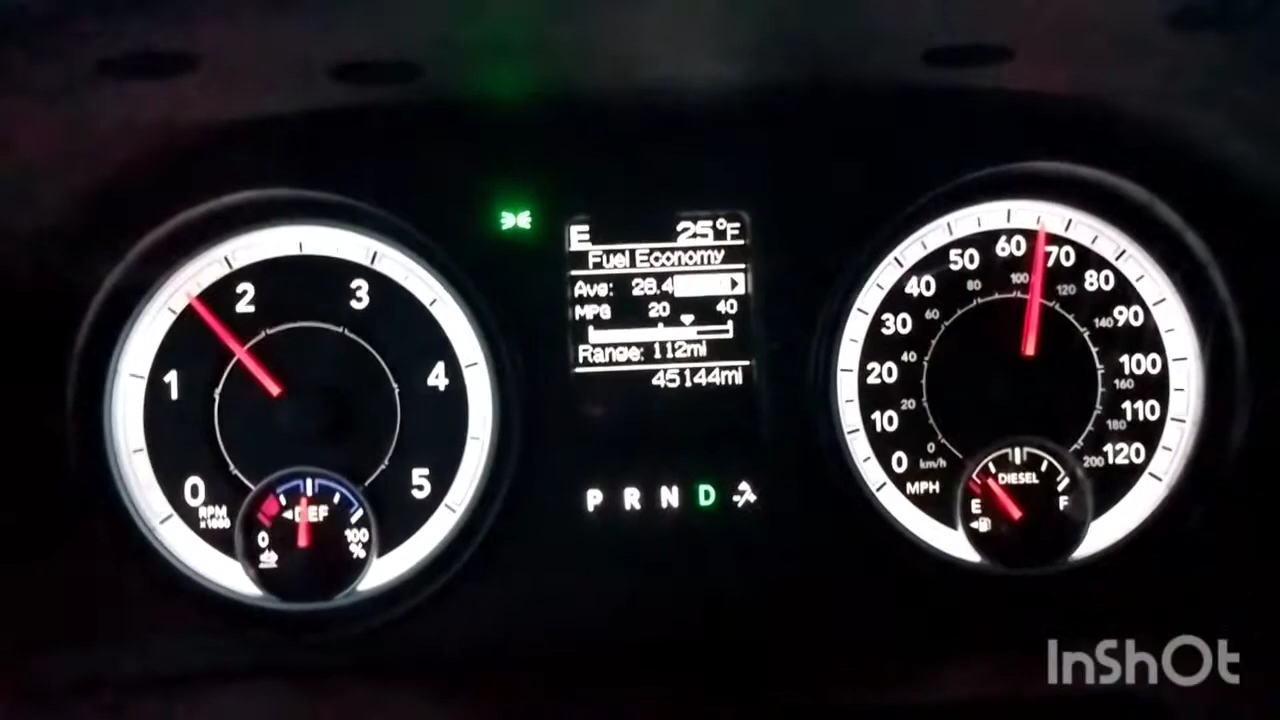 E 25°F
Fuel Economy
Avg: 28.4
MPG 20 40
Range: 112mi
45144mi
P R N D
0 1 2 3 4 5
RPM
x1000
DEF
0 100
%
0 10 20 30 40 50 60 70 80 90 100 110 120
MPH
0 20 40 60 80 100 120 140 160 180 200
km/h
DIESEL
E F
InShOt